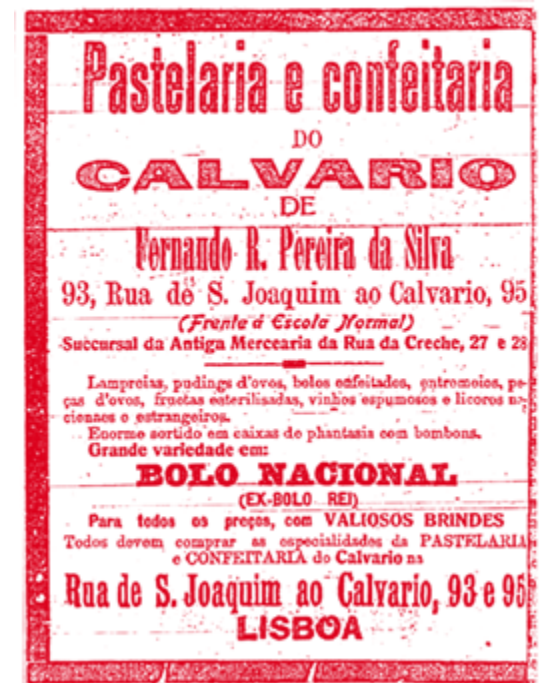 Pastelaria e confeitaria
DO
CALVARIO
DE
Fernando R. Pereira da Silva
93, Rua de S. Joaquim ao Calvario, 95
(Frente á Escola Normal)
Succursal da Antiga Mercearia da Rua da Creche, 27 e 28
Lampreias, pudings d'ovos, bolos enfeitados, entremeios, pe-
ças d'ovos, fructas esterilisadas, vinhos espumosos e licores na-
cionaes e estrangeiros.
Enorme sortido em caixas de phantasia com bombons.
Grande variedade em:
BOLO NACIONAL
(EX-BOLO REI)
Para todos os preços, com VALIOSOS BRINDES
Todos devem comprar as especialidades da PASTELARIA
e CONFEITARIA do Calvario na
Rua de S. Joaquim ao Calvario, 93 e 95
LISBOA